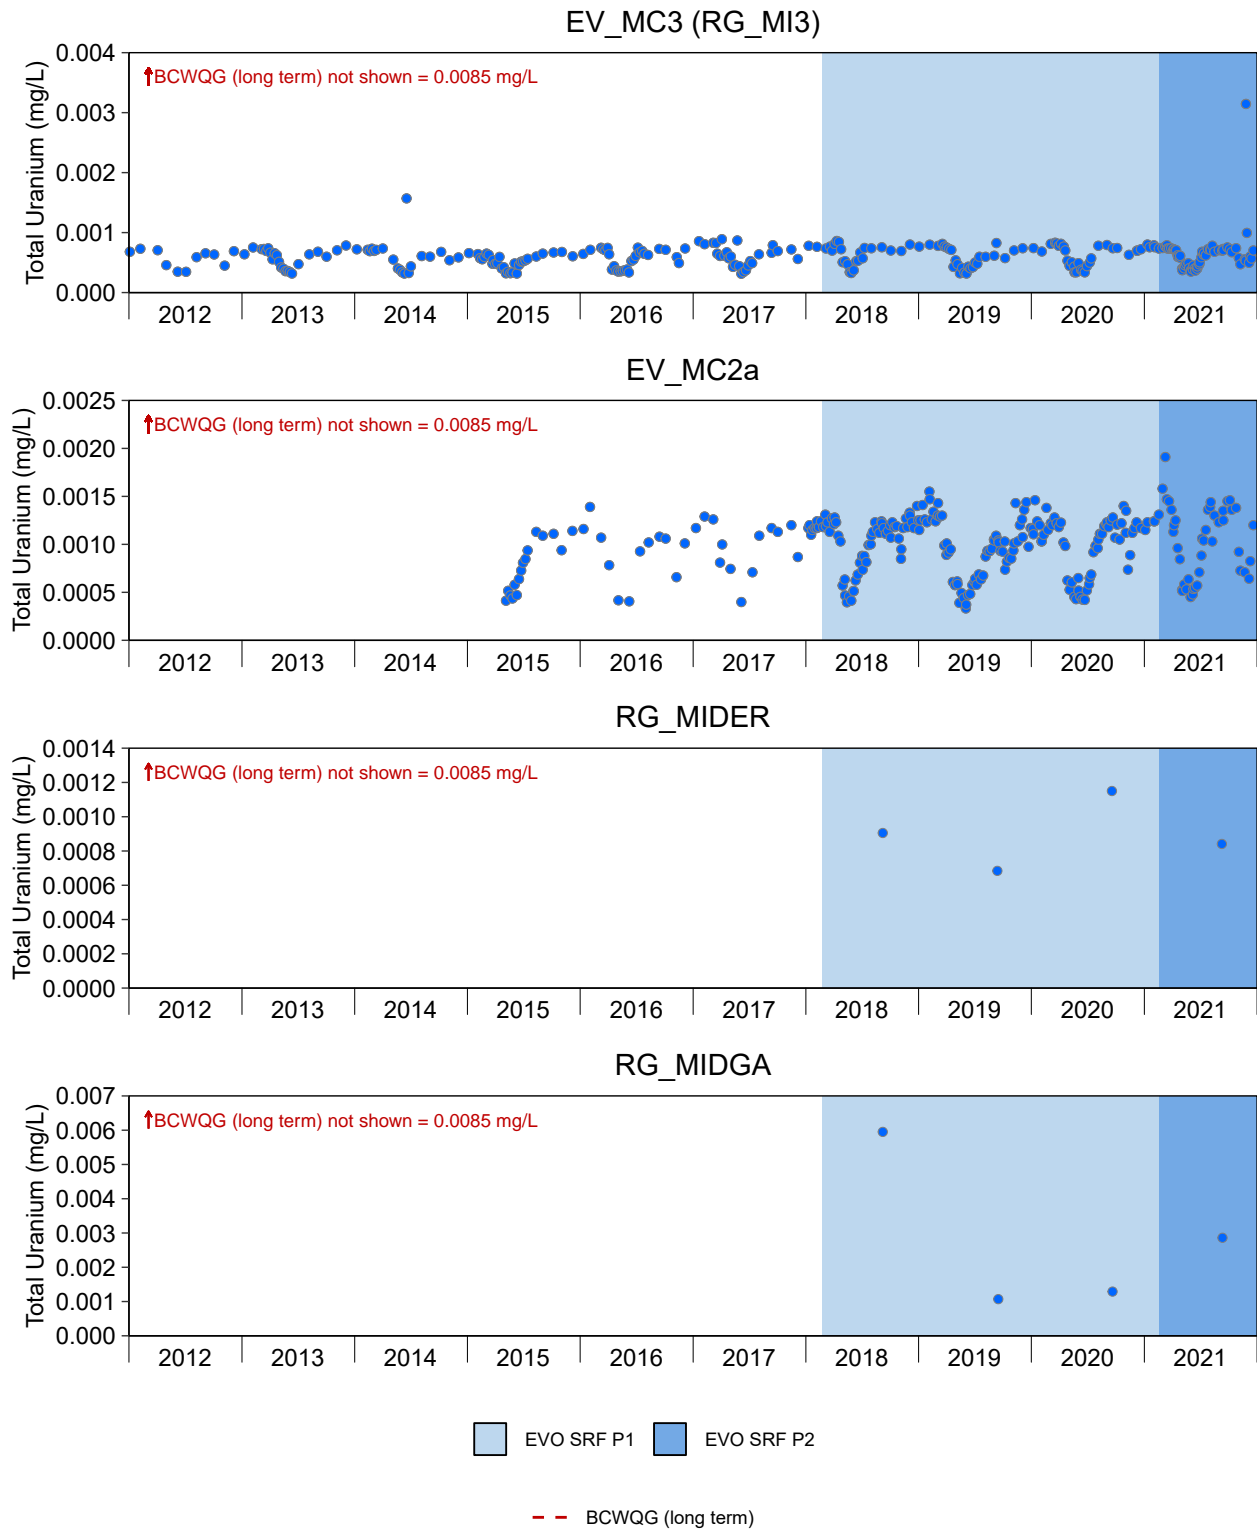 EV_MC3 (RG_MI3)
Total Uranium (mg/L)
0.004
0.003
0.002
0.001
0.000
↑BCWQG (long term) not shown = 0.0085 mg/L
2012 2013 2014 2015 2016 2017 2018 2019 2020 2021
EV_MC2a
Total Uranium (mg/L)
0.0025
0.0020
0.0015
0.0010
0.0005
0.0000
↑BCWQG (long term) not shown = 0.0085 mg/L
2012 2013 2014 2015 2016 2017 2018 2019 2020 2021
RG_MIDER
Total Uranium (mg/L)
0.0014
0.0012
0.0010
0.0008
0.0006
0.0004
0.0002
0.0000
↑BCWQG (long term) not shown = 0.0085 mg/L
2012 2013 2014 2015 2016 2017 2018 2019 2020 2021
RG_MIDGA
Total Uranium (mg/L)
0.007
0.006
0.005
0.004
0.003
0.002
0.001
0.000
↑BCWQG (long term) not shown = 0.0085 mg/L
2012 2013 2014 2015 2016 2017 2018 2019 2020 2021
EVO SRF P1 EVO SRF P2
BCWQG (long term)